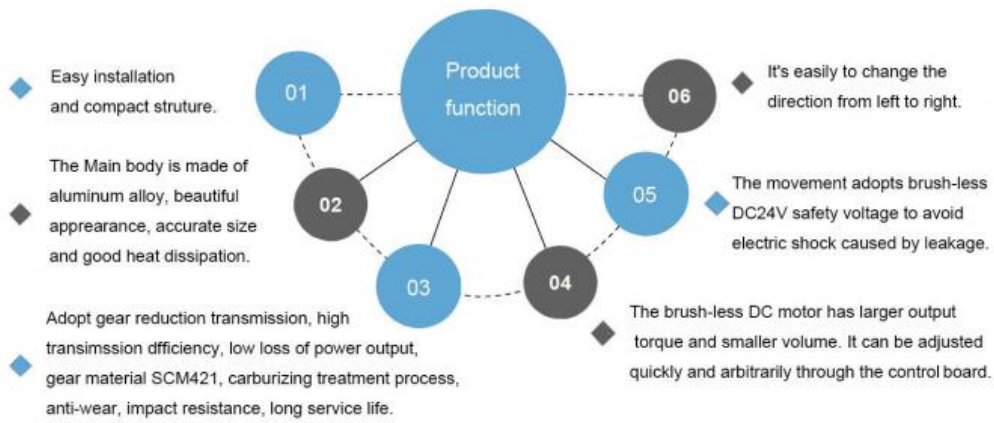 Product
function
01
Easy installation
and compact struture.
02
The Main body is made of
aluminum alloy, beautiful
apprearance, accurate size
and good heat dissipation.
03
Adopt gear reduction transmission, high
transimssion dfficiency, low loss of power output,
gear material SCM421, carburizing treatment process,
anti-wear, impact resistance, long service life.
04
The brush-less DC motor has larger output
torque and smaller volume. It can be adjusted
quickly and arbitrarily through the control board.
05
The movement adopts brush-less
DC24V safety voltage to avoid
electric shock caused by leakage.
06
It's easily to change the
direction from left to right.